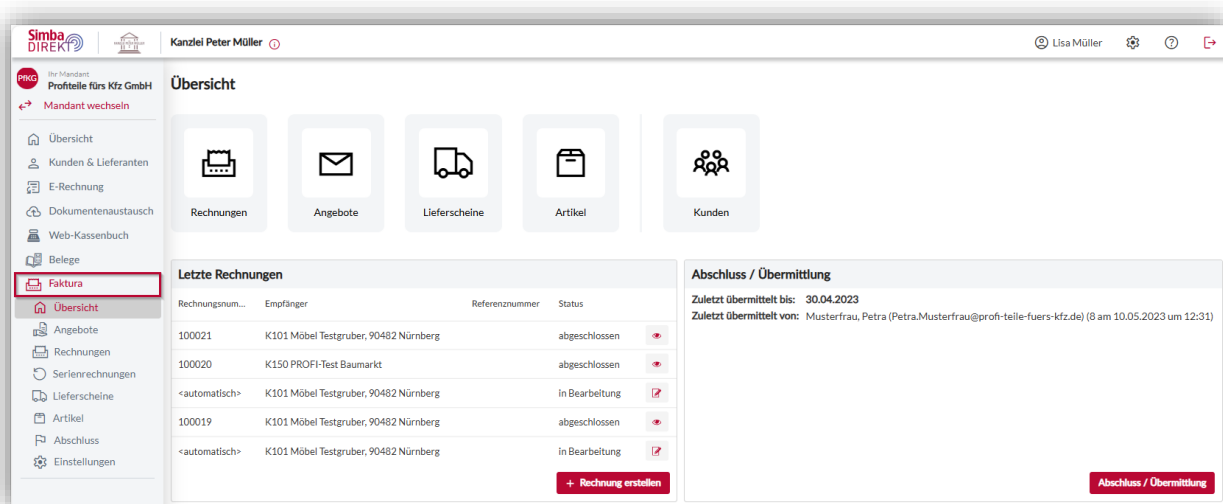 Simba
DIREKT
Kanzlei Peter Müller
Lisa Müller
PfKG
Ihr Mandant
Profiteile fürs Kfz GmbH
Mandant wechseln
Übersicht
Kunden & Lieferanten
E-Rechnung
Dokumentenaustausch
Web-Kassenbuch
Belege
Faktura
Übersicht
Angebote
Rechnungen
Serienrechnungen
Lieferscheine
Artikel
Abschluss
Einstellungen
Übersicht
Rechnungen Angebote Lieferscheine Artikel Kunden
Letzte Rechnungen
Rechnungsnum... Empfänger Referenznummer Status
100021 K101 Möbel Testgruber, 90482 Nürnberg abgeschlossen
100020 K150 PROFI-Test Baumarkt abgeschlossen
<automatisch> K101 Möbel Testgruber, 90482 Nürnberg in Bearbeitung
100019 K101 Möbel Testgruber, 90482 Nürnberg abgeschlossen
<automatisch> K101 Möbel Testgruber, 90482 Nürnberg in Bearbeitung
+ Rechnung erstellen
Abschluss / Übermittlung
Zuletzt übermittelt bis: 30.04.2023
Zuletzt übermittelt von: Musterfrau, Petra (Petra.Musterfrau@profi-teile-fuers-kfz.de) (8 am 10.05.2023 um 12:31)
Abschluss / Übermittlung